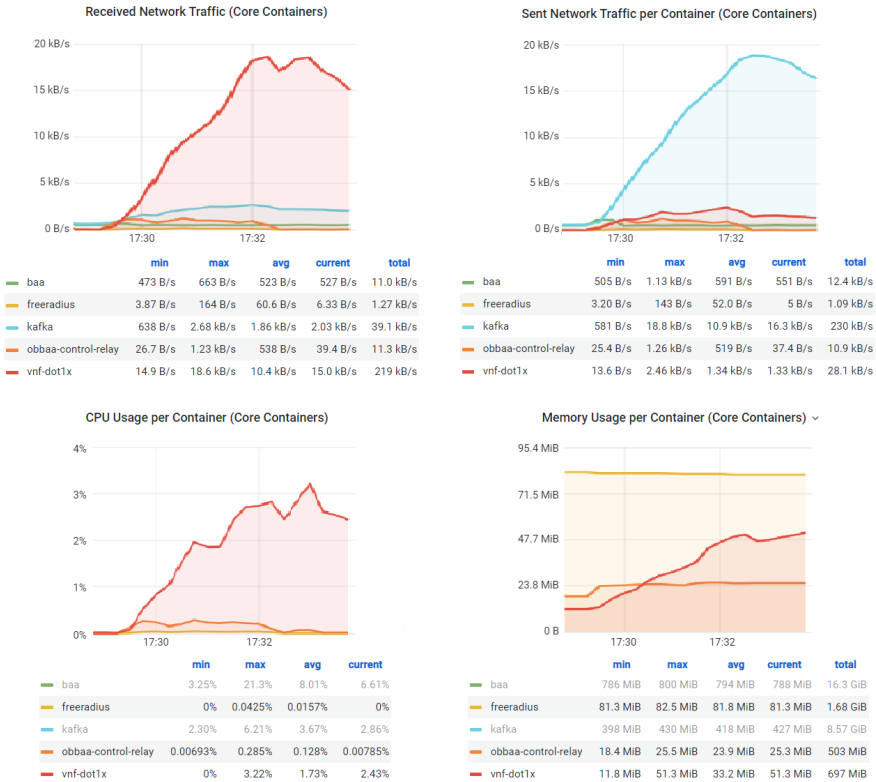 Received Network Traffic (Core Containers)
20 kB/s
15 kB/s
10 kB/s
5 kB/s
0 B/s
17:30 17:32
min max avg current total
baa 473 B/s 663 B/s 523 B/s 527 B/s 11.0 kB/s
freeradius 3.87 B/s 164 B/s 60.6 B/s 6.33 B/s 1.27 kB/s
kafka 638 B/s 2.68 kB/s 1.86 kB/s 2.03 kB/s 39.1 kB/s
obbaa-control-relay 26.7 B/s 1.23 kB/s 538 B/s 39.4 B/s 11.3 kB/s
vnf-dot1x 14.9 B/s 18.6 kB/s 10.4 kB/s 15.0 kB/s 219 kB/s
Sent Network Traffic per Container (Core Containers)
20 kB/s
15 kB/s
10 kB/s
5 kB/s
0 B/s
17:30 17:32
min max avg current total
baa 505 B/s 1.13 kB/s 591 B/s 551 B/s 12.4 kB/s
freeradius 3.20 B/s 143 B/s 52.0 B/s 5 B/s 1.09 kB/s
kafka 581 B/s 18.8 kB/s 10.9 kB/s 16.3 kB/s 230 kB/s
obbaa-control-relay 25.4 B/s 1.26 kB/s 519 B/s 37.4 B/s 10.9 kB/s
vnf-dot1x 13.6 B/s 2.46 kB/s 1.34 kB/s 1.33 kB/s 28.1 kB/s
CPU Usage per Container (Core Containers)
4%
3%
2%
1%
0%
17:30 17:32
min max avg current
baa 3.25% 21.3% 8.01% 6.61%
freeradius 0% 0.0425% 0.0157% 0%
kafka 2.30% 6.21% 3.67% 2.86%
obbaa-control-relay 0.00693% 0.285% 0.128% 0.00785%
vnf-dot1x 0% 3.22% 1.73% 2.43%
Memory Usage per Container (Core Containers)
95.4 MiB
71.5 MiB
47.7 MiB
23.8 MiB
0 B
17:30 17:32
min max avg current total
baa 786 MiB 800 MiB 794 MiB 788 MiB 16.3 GiB
freeradius 81.3 MiB 82.5 MiB 81.8 MiB 81.3 MiB 1.68 GiB
kafka 398 MiB 430 MiB 418 MiB 427 MiB 8.57 GiB
obbaa-control-relay 18.4 MiB 25.5 MiB 23.9 MiB 25.3 MiB 503 MiB
vnf-dot1x 11.8 MiB 51.3 MiB 33.2 MiB 51.3 MiB 697 MiB